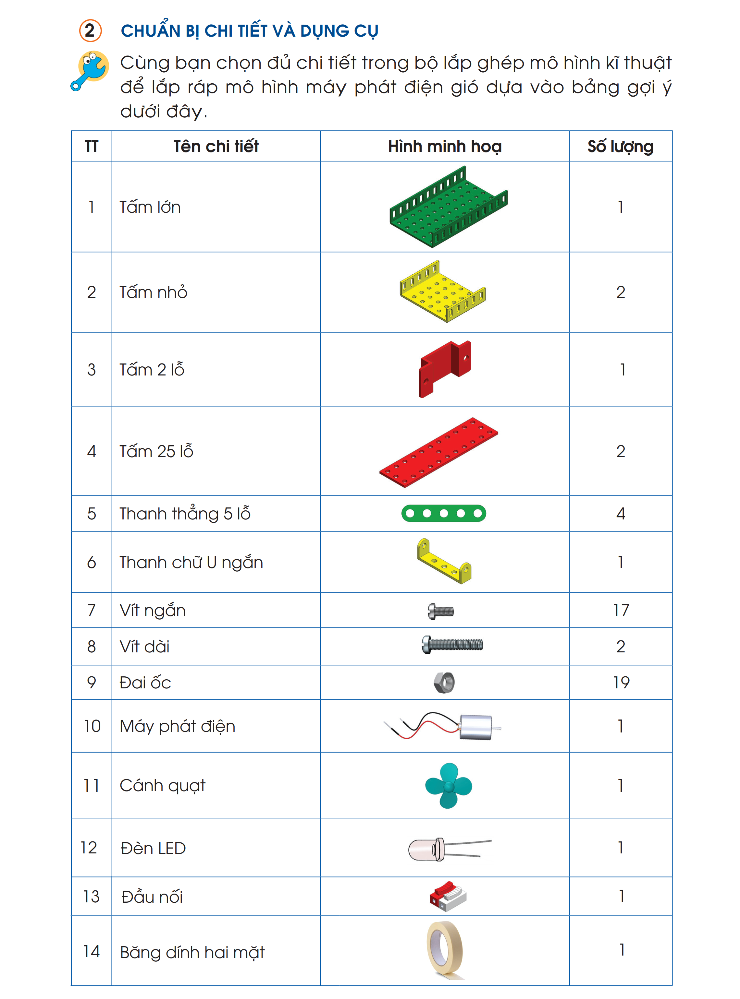 2 CHUẨN BỊ CHI TIẾT VÀ DỤNG CỤ
Cùng bạn chọn đủ chi tiết trong bộ lắp ghép mô hình kĩ thuật
để lắp ráp mô hình máy phát điện gió dựa vào bảng gợi ý
dưới đây.
TT Tên chi tiết Hình minh hoạ Số lượng
1 Tấm lớn 1
2 Tấm nhỏ 2
3 Tấm 2 lỗ 1
4 Tấm 25 lỗ 2
5 Thanh thẳng 5 lỗ 4
6 Thanh chữ U ngắn 1
7 Vít ngắn 17
8 Vít dài 2
9 Đai ốc 19
10 Máy phát điện 1
11 Cánh quạt 1
12 Đèn LED 1
13 Đầu nối 1
14 Băng dính hai mặt 1